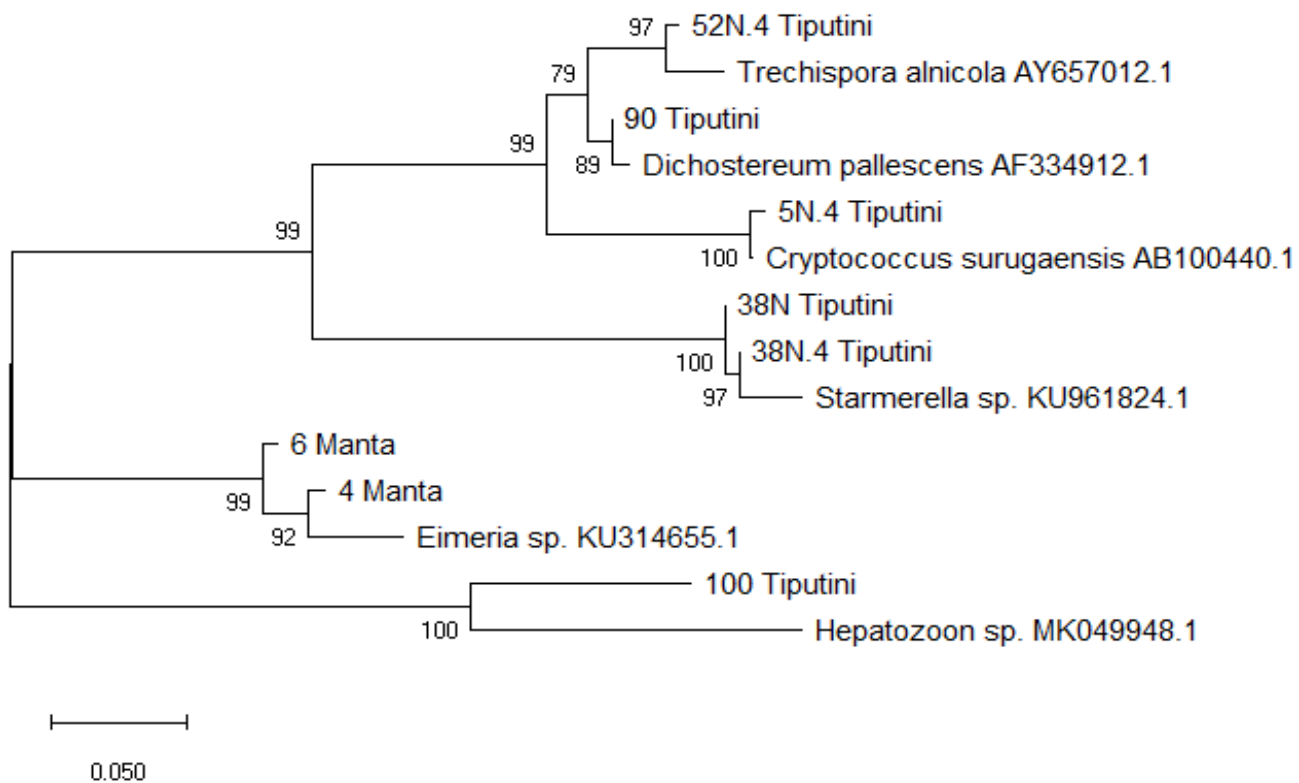 97
52N.4 Tiputini
Trechispora alnicola AY657012.1
79
90 Tiputini
89
Dichostereum pallescens AF334912.1
99
5N.4 Tiputini
100
Cryptococcus surugaensis AB100440.1
99
38N Tiputini
100
38N.4 Tiputini
97
Starmerella sp. KU961824.1
6 Manta
99
4 Manta
92
Eimeria sp. KU314655.1
100 Tiputini
100
Hepatozoon sp. MK049948.1
0.050